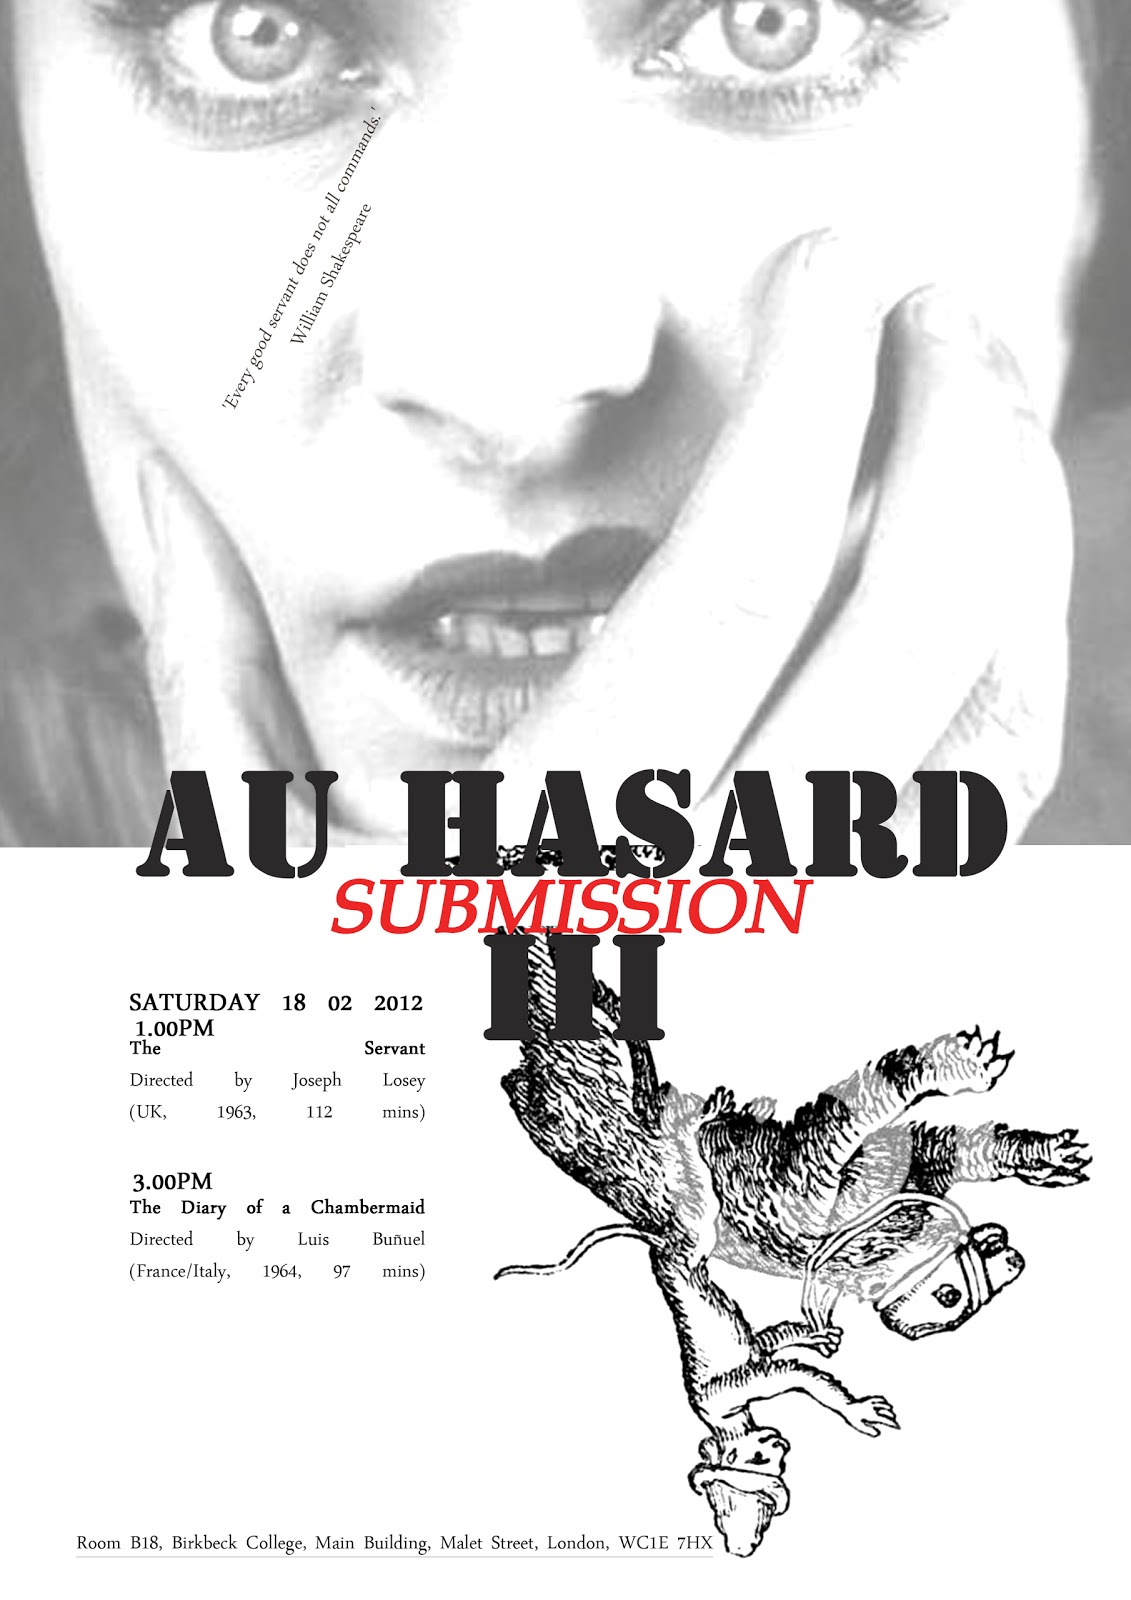 'Every good servant does not all commands.'
William Shakespeare
AU HASARD
SUBMISSION
III
SATURDAY 18 02 2012
1.00PM
The Servant
Directed by Joseph Losey
(UK, 1963, 112 mins)
3.00PM
The Diary of a Chambermaid
Directed by Luis Buñuel
(France/Italy, 1964, 97 mins)
Room B18, Birkbeck College, Main Building, Malet Street, London, WC1E 7HX